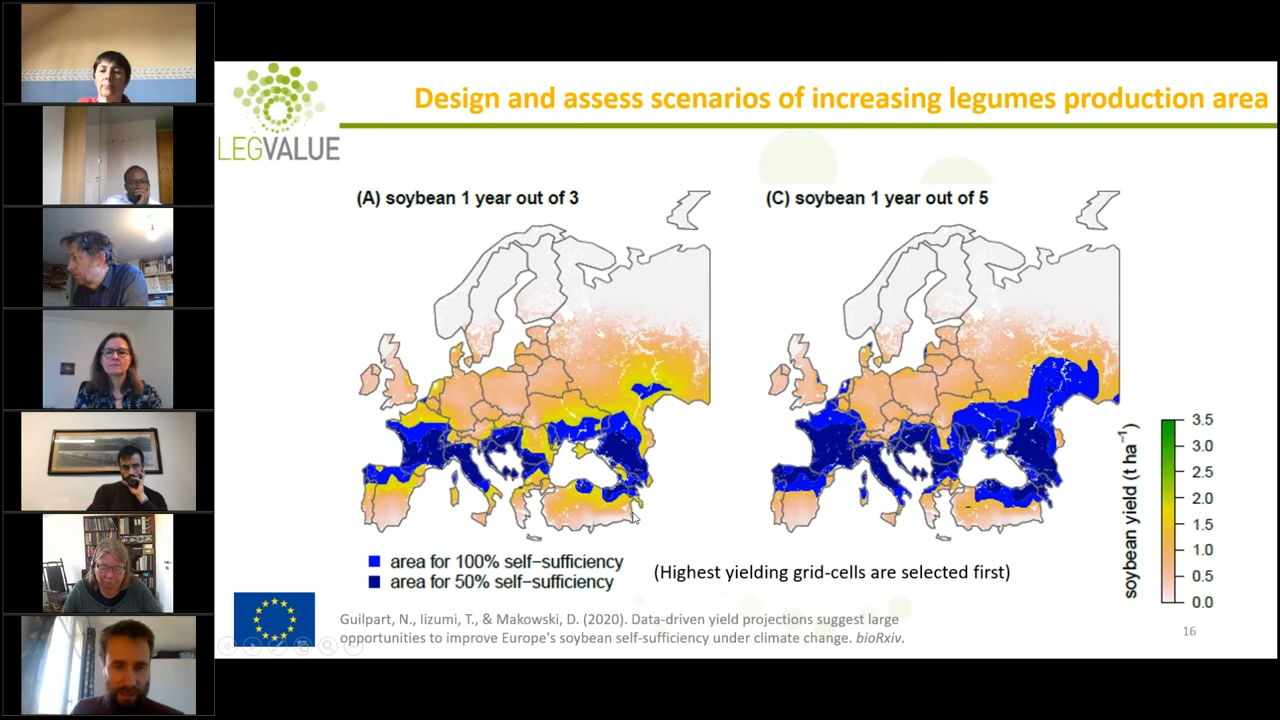 LEGVALUE
Design and assess scenarios of increasing legumes production area
(A) soybean 1 year out of 3
(C) soybean 1 year out of 5
soybean yield (t ha⁻¹)
3.5
3.0
2.5
2.0
1.5
1.0
0.5
0.0
area for 100% self−sufficiency
area for 50% self−sufficiency
(Highest yielding grid-cells are selected first)
Guilpart, N., Iizumi, T., & Makowski, D. (2020). Data-driven yield projections suggest large
opportunities to improve Europe's soybean self-sufficiency under climate change. bioRxiv.
16